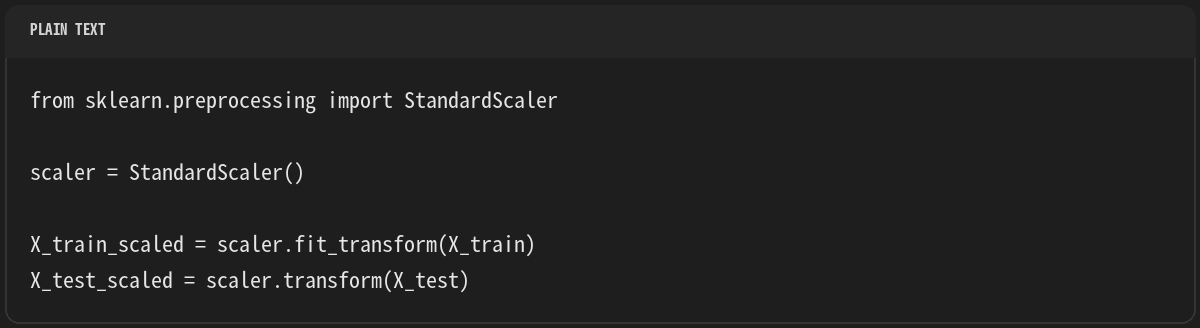 PLAIN TEXT
from sklearn.preprocessing import StandardScaler
scaler = StandardScaler()
X_train_scaled = scaler.fit_transform(X_train)
X_test_scaled = scaler.transform(X_test)